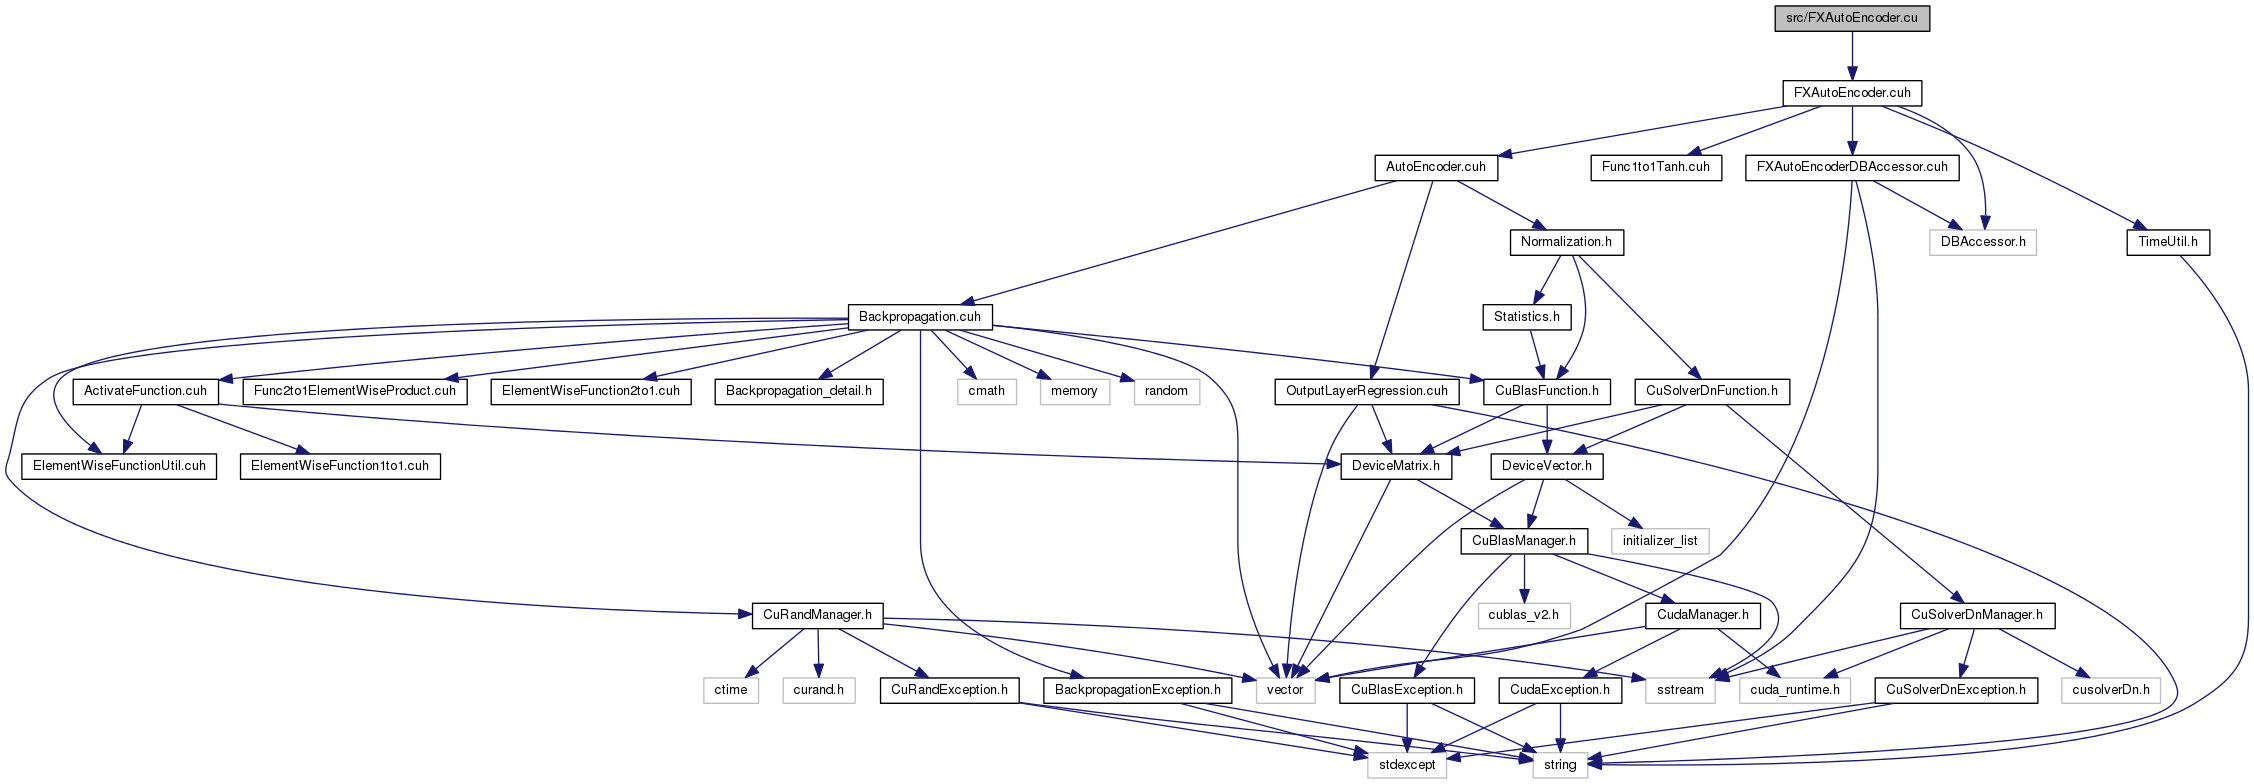 src/FXAutoEncoder.cu
FXAutoEncoder.cuh
AutoEncoder.cuh
Func1to1Tanh.cuh
FXAutoEncoderDBAccessor.cuh
Normalization.h
DBAccessor.h
TimeUtil.h
Backpropagation.cuh
Statistics.h
ActivateFunction.cuh
Func2to1ElementWiseProduct.cuh
ElementWiseFunction2to1.cuh
Backpropagation_detail.h
cmath
memory
random
OutputLayerRegression.cuh
CuBlasFunction.h
CuSolverDnFunction.h
ElementWiseFunctionUtil.cuh
ElementWiseFunction1to1.cuh
DeviceMatrix.h
DeviceVector.h
CuBlasManager.h
initializer_list
CuRandManager.h
cublas_v2.h
CudaManager.h
CuSolverDnManager.h
ctime
curand.h
CuRandException.h
BackpropagationException.h
vector
CuBlasException.h
CudaException.h
sstream
cuda_runtime.h
CuSolverDnException.h
cusolverDn.h
stdexcept
string